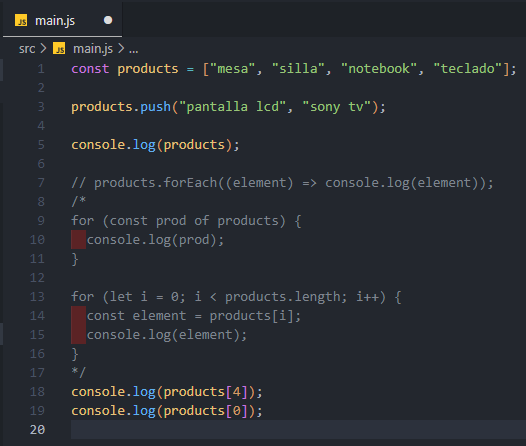 JS main.js
src > JS main.js > ...
1 const products = ["mesa", "silla", "notebook", "teclado"];
2
3 products.push("pantalla lcd", "sony tv");
4
5 console.log(products);
6
7 // products.forEach((element) => console.log(element));
8 /*
9 for (const prod of products) {
10   console.log(prod);
11 }
12
13 for (let i = 0; i < products.length; i++) {
14   const element = products[i];
15   console.log(element);
16 }
17 */
18 console.log(products[4]);
19 console.log(products[0]);
20